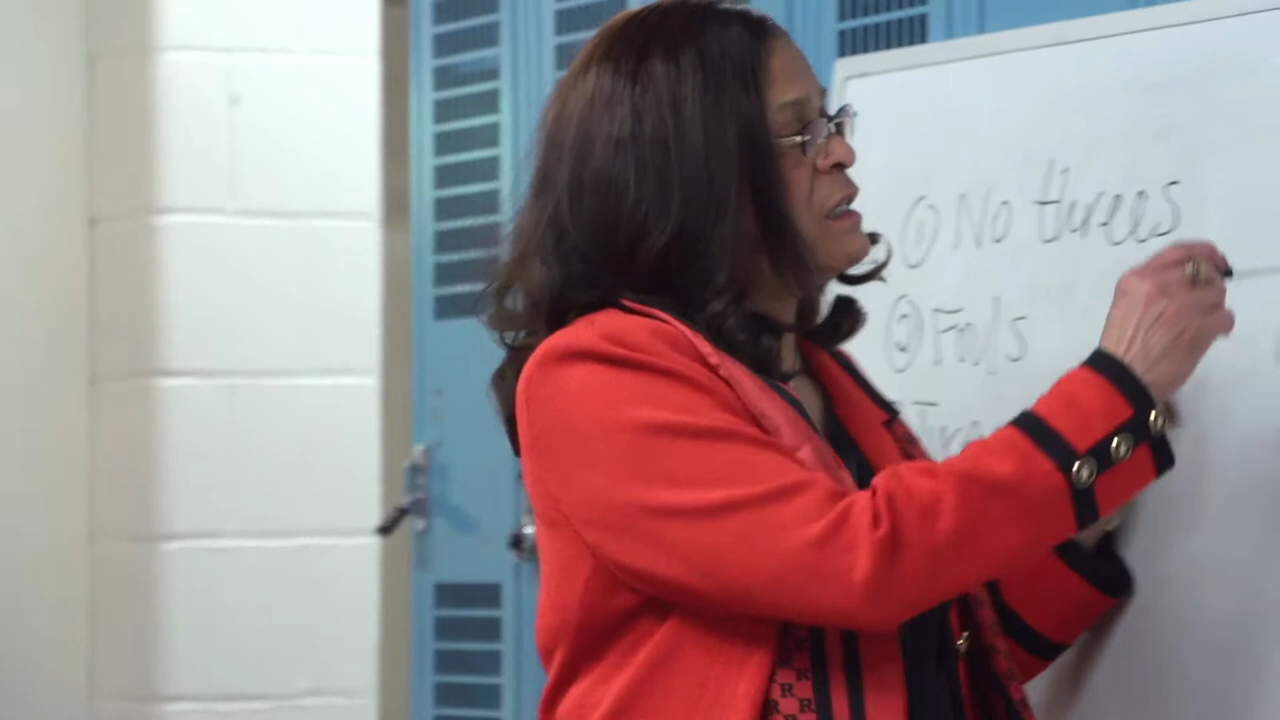 ① No threes
② Fouls
R
R
R R